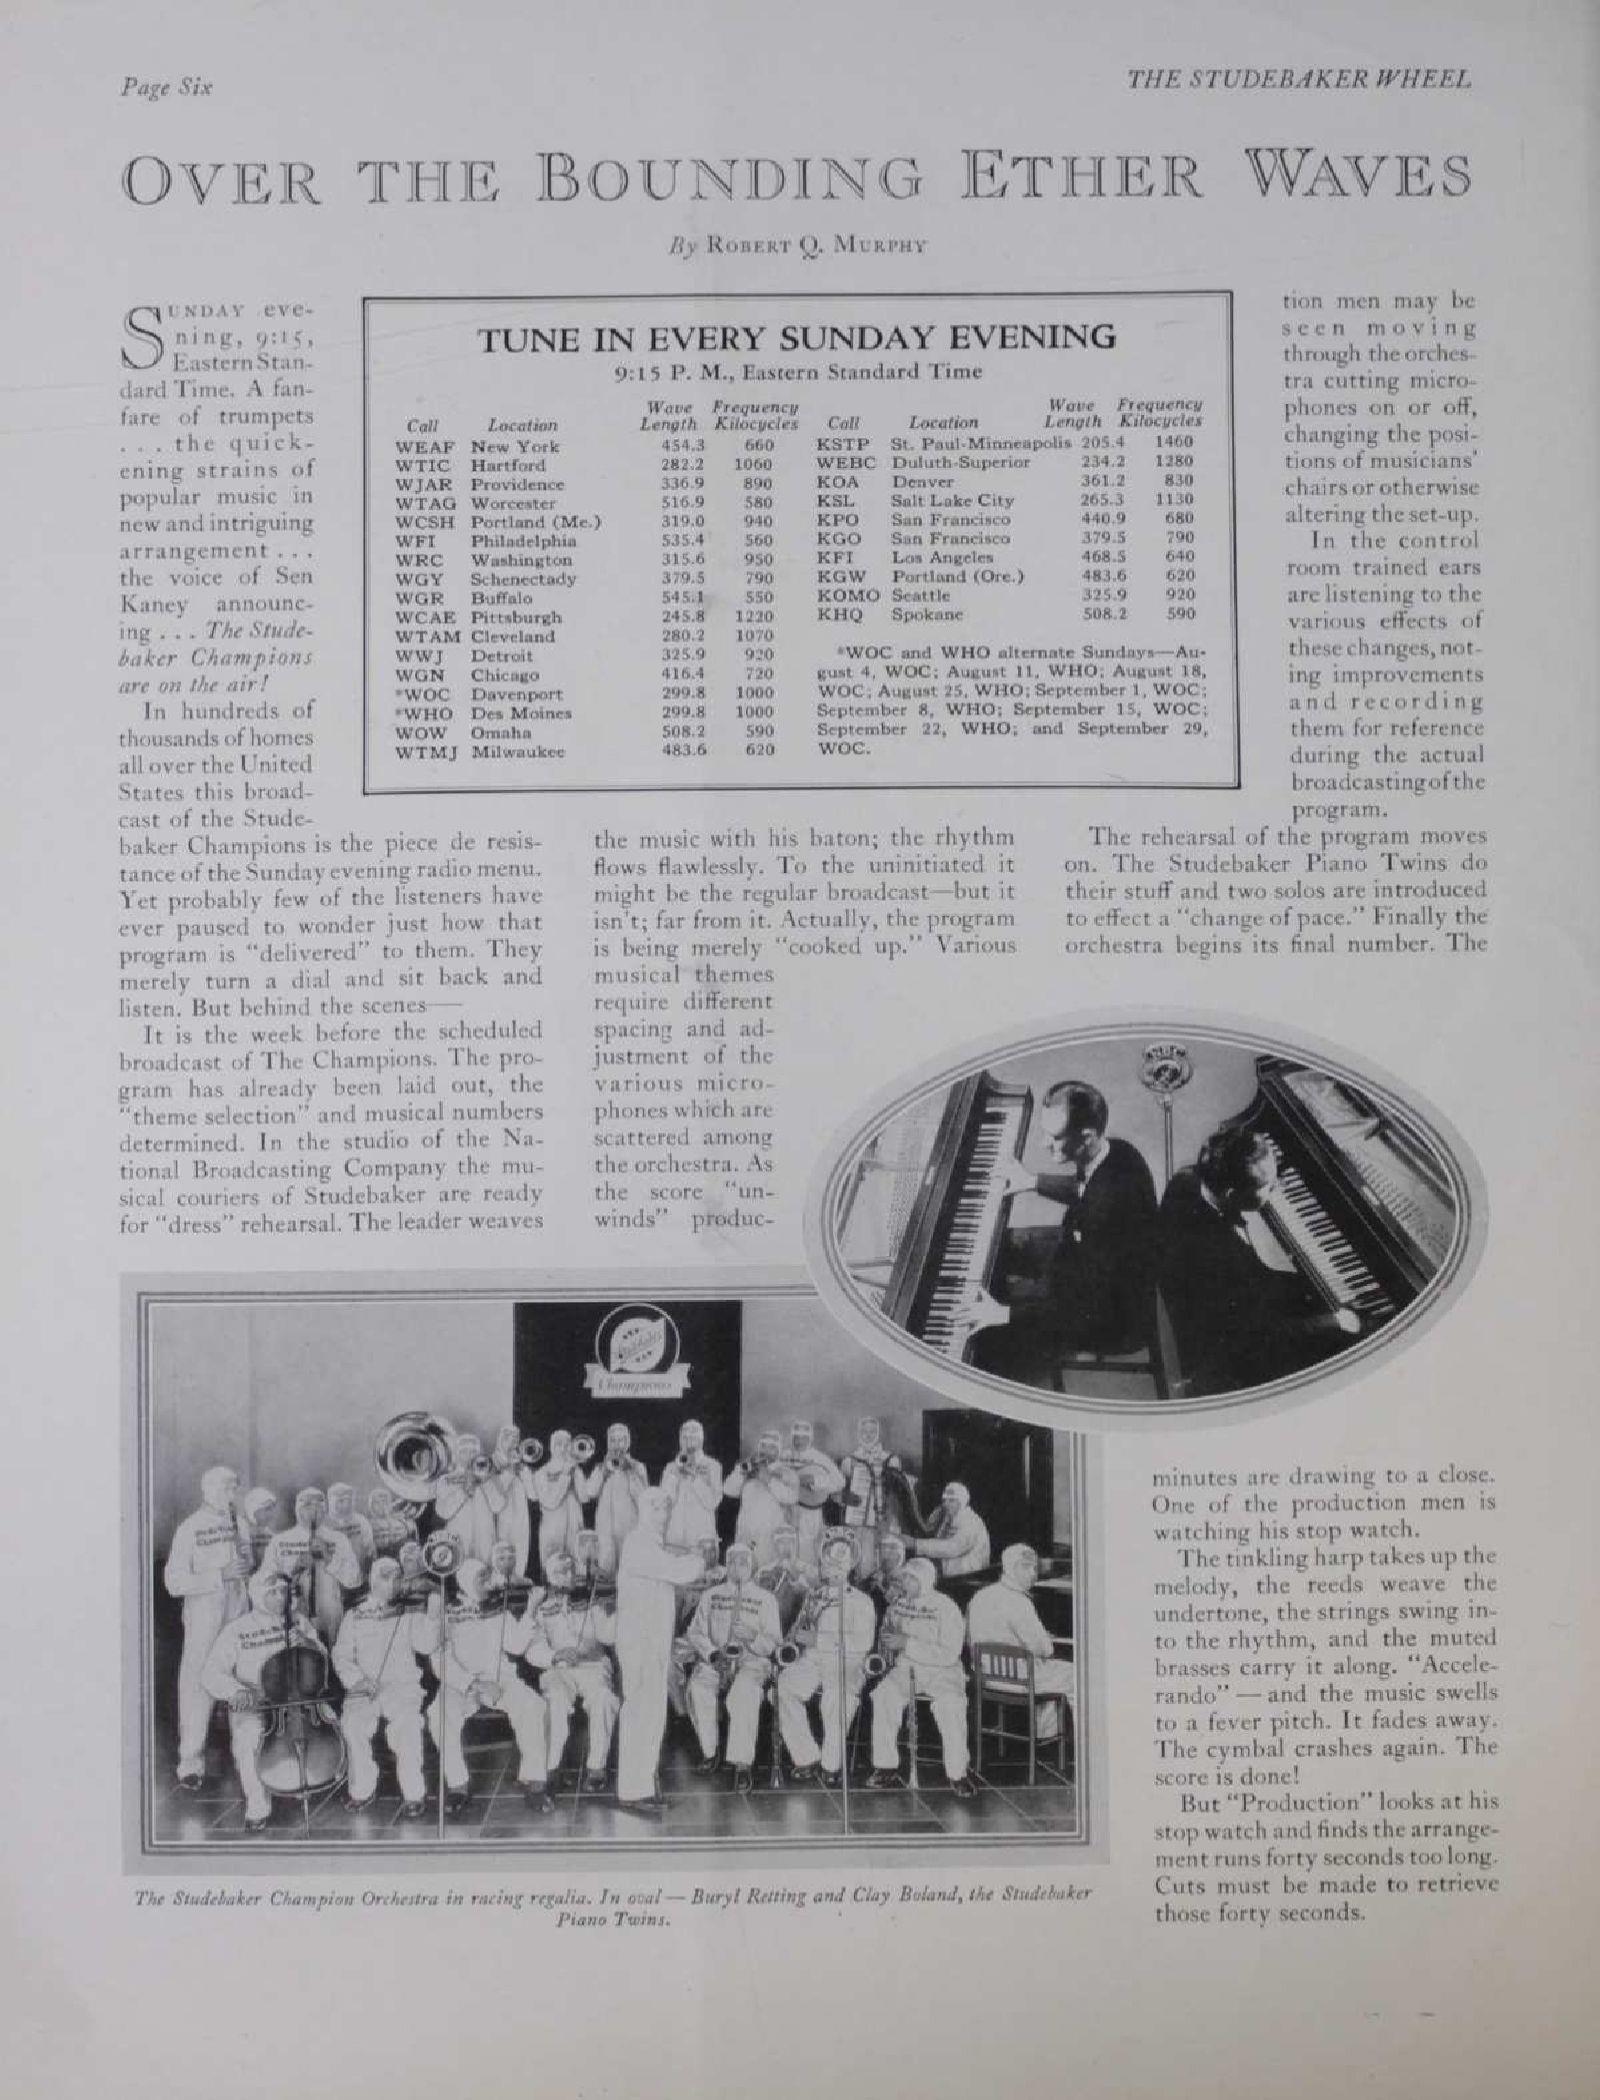 Page Six
THE STUDEBAKER WHEEL
OVER THE BOUNDING ETHER WAVES
By ROBERT Q. MURPHY
SUNDAY eve-
ning, 9:15,
Eastern Stan-
dard Time. A fan-
fare of trumpets
. . . the quick-
ening strains of
popular music in
new and intriguing
arrangement . . .
the voice of Sen
Kaney announc-
ing . . . The Stude-
baker Champions
are on the air!
In hundreds of
thousands of homes
all over the United
States this broad-
cast of the Stude-
baker Champions is the piece de resis-
tance of the Sunday evening radio menu.
Yet probably few of the listeners have
ever paused to wonder just how that
program is "delivered" to them. They
merely turn a dial and sit back and
listen. But behind the scenes—
It is the week before the scheduled
broadcast of The Champions. The pro-
gram has already been laid out, the
"theme selection" and musical numbers
determined. In the studio of the Na-
tional Broadcasting Company the mu-
sical couriers of Studebaker are ready
for "dress" rehearsal. The leader weaves
TUNE IN EVERY SUNDAY EVENING
9:15 P. M., Eastern Standard Time
Call Location Wave Length Frequency Kilocycles
WEAF New York 454.3 660
WTIC Hartford 282.2 1060
WJAR Providence 336.9 890
WTAG Worcester 516.9 580
WCSH Portland (Me.) 319.0 940
WFI Philadelphia 535.4 560
WRC Washington 315.6 950
WGY Schenectady 379.5 790
WGR Buffalo 545.1 550
WCAE Pittsburgh 245.8 1220
WTAM Cleveland 280.2 1070
WWJ Detroit 325.9 920
WGN Chicago 416.4 720
*WOC Davenport 299.8 1000
*WHO Des Moines 299.8 1000
WOW Omaha 508.2 590
WTMJ Milwaukee 483.6 620
Call Location Wave Length Frequency Kilocycles
KSTP St. Paul-Minneapolis 205.4 1460
WEBC Duluth-Superior 234.2 1280
KOA Denver 361.2 830
KSL Salt Lake City 265.3 1130
KPO San Francisco 440.9 680
KGO San Francisco 379.5 790
KFI Los Angeles 468.5 640
KGW Portland (Ore.) 483.6 620
KOMO Seattle 325.9 920
KHQ Spokane 508.2 590
*WOC and WHO alternate Sundays—Au-
gust 4, WOC; August 11, WHO; August 18,
WOC; August 25, WHO; September 1, WOC;
September 8, WHO; September 15, WOC;
September 22, WHO; and September 29,
WOC.
the music with his baton; the rhythm
flows flawlessly. To the uninitiated it
might be the regular broadcast—but it
isn't; far from it. Actually, the program
is being merely "cooked up." Various
musical themes
require different
spacing and ad-
justment of the
various micro-
phones which are
scattered among
the orchestra. As
the score "un-
winds" produc-
tion men may be
seen moving
through the orches-
tra cutting micro-
phones on or off,
changing the posi-
tions of musicians'
chairs or otherwise
altering the set-up.
In the control
room trained ears
are listening to the
various effects of
these changes, not-
ing improvements
and recording
them for reference
during the actual
broadcasting of the
program.
The rehearsal of the program moves
on. The Studebaker Piano Twins do
their stuff and two solos are introduced
to effect a "change of pace." Finally the
orchestra begins its final number. The
minutes are drawing to a close.
One of the production men is
watching his stop watch.
The tinkling harp takes up the
melody, the reeds weave the
undertone, the strings swing in-
to the rhythm, and the muted
brasses carry it along. "Accele-
rando" — and the music swells
to a fever pitch. It fades away.
The cymbal crashes again. The
score is done!
But "Production" looks at his
stop watch and finds the arrange-
ment runs forty seconds too long.
Cuts must be made to retrieve
those forty seconds.
NBC
Studebaker
Champions
The Studebaker Champion Orchestra in racing regalia. In oval — Buryl Retting and Clay Boland, the Studebaker
Piano Twins.